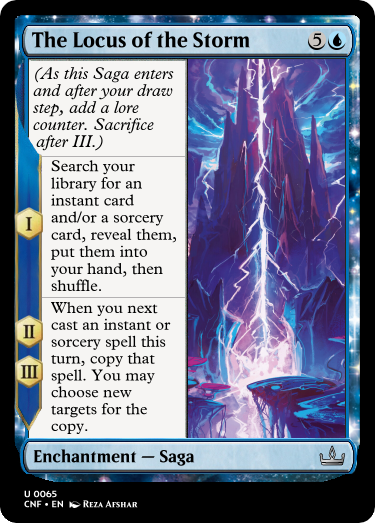 The Locus of the Storm 5
(As this Saga enters
and after your draw
step, add a lore
counter. Sacrifice
after III.)
I
Search your
library for an
instant card
and/or a sorcery
card, reveal them,
put them into
your hand, then
shuffle.
II
III
When you next
cast an instant or
sorcery spell this
turn, copy that
spell. You may
choose new
targets for the
copy.
Enchantment — Saga
U 0065
CNF • EN Reza Afshar